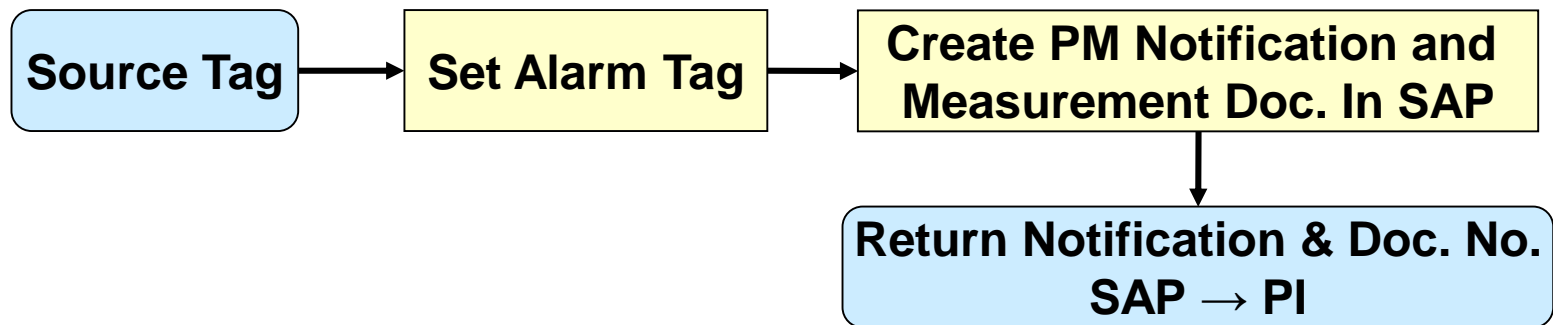 Source Tag
Set Alarm Tag
Create PM Notification and
Measurement Doc. In SAP
Return Notification & Doc. No.
SAP → PI